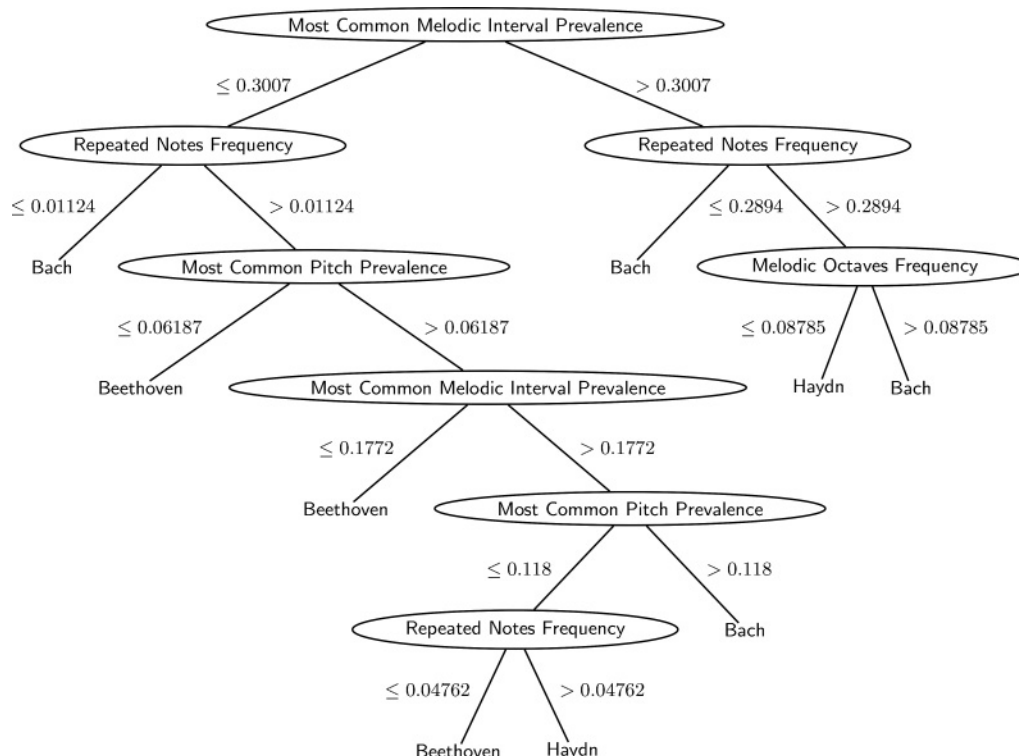 Most Common Melodic Interval Prevalence
≤ 0.3007 > 0.3007
Repeated Notes Frequency Repeated Notes Frequency
≤ 0.01124 > 0.01124 ≤ 0.2894 > 0.2894
Bach Most Common Pitch Prevalence Bach Melodic Octaves Frequency
≤ 0.06187 > 0.06187 ≤ 0.08785 > 0.08785
Beethoven Most Common Melodic Interval Prevalence Haydn Bach
≤ 0.1772 > 0.1772
Beethoven Most Common Pitch Prevalence
≤ 0.118 > 0.118
Repeated Notes Frequency Bach
≤ 0.04762 > 0.04762
Beethoven Haydn